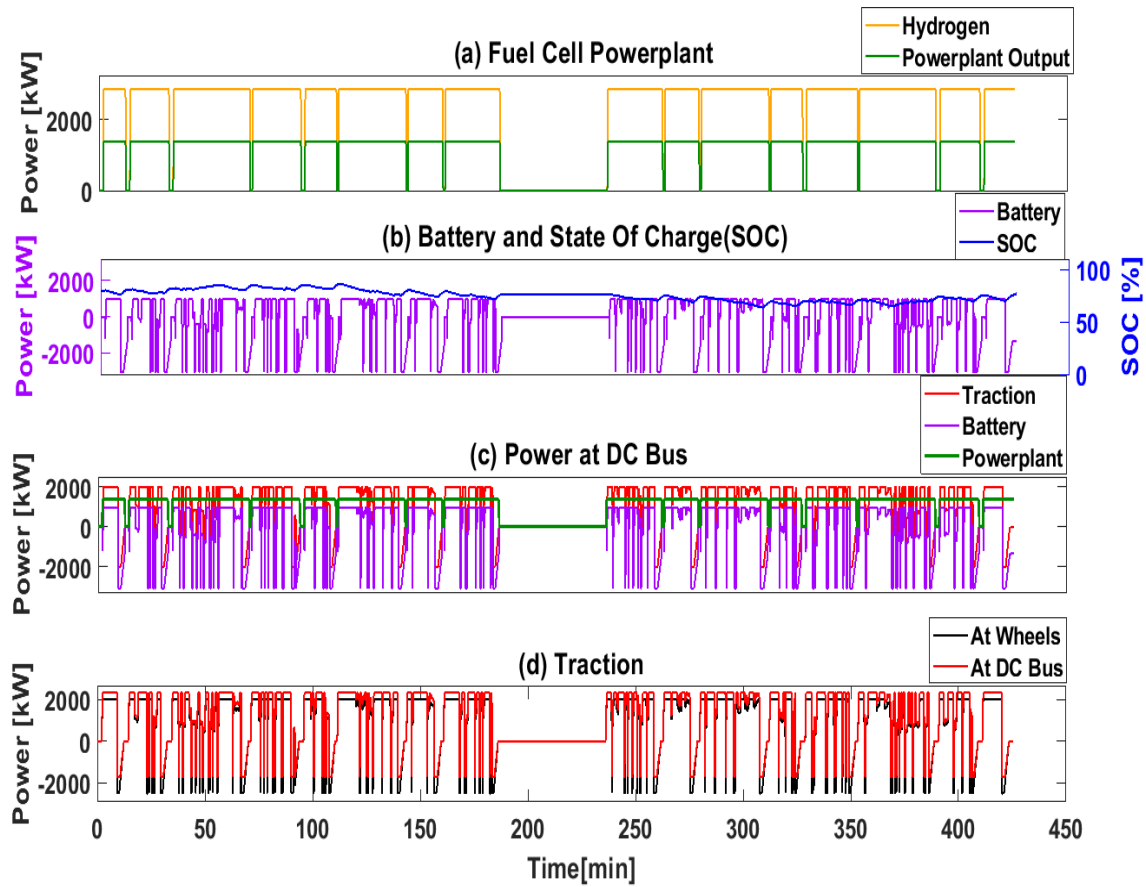 Hydrogen
Powerplant Output
(a) Fuel Cell Powerplant
Power [kW]
2000
0
Battery
SOC
(b) Battery and State Of Charge(SOC)
Power [kW]
2000
0
-2000
100
50
0
SOC [%]
Traction
Battery
Powerplant
(c) Power at DC Bus
Power [kW]
2000
0
-2000
At Wheels
At DC Bus
(d) Traction
Power [kW]
2000
0
-2000
0 50 100 150 200 250 300 350 400 450
Time[min]